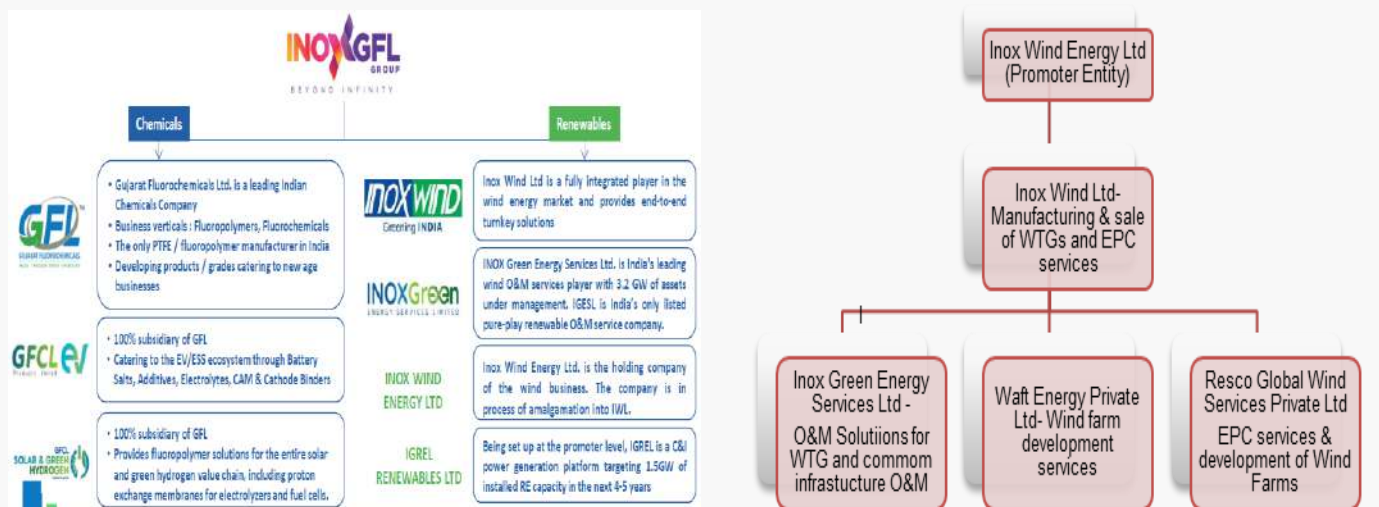 INOXGFL
GROUP
BEYOND INFINITY
Chemicals
Renewables
GFL
GUJARAT FLUOROCHEMICALS
• Gujarat Fluorochemicals Ltd. is a leading Indian
Chemicals Company
• Business verticals : Fluoropolymers, Fluorochemicals
• The only PTFE / fluoropolymer manufacturer in India
• Developing products / grades catering to new age
businesses
GFCL EV
• 100% subsidiary of GFL
• Catering to the EV/ESS ecosystem through Battery
Salts, Additives, Electrolytes, CAM & Cathode Binders
GFCL
SOLAR & GREEN
HYDROGEN
• 100% subsidiary of GFL
• Provides fluoropolymer solutions for the entire solar
and green hydrogen value chain, including proton
exchange membranes for electrolyzers and fuel cells.
INOXWIND
Greening INDIA
Inox Wind Ltd is a fully integrated player in the
wind energy market and provides end-to-end
turnkey solutions
INOXGreen
ENERGY SERVICES LIMITED
INOX Green Energy Services Ltd. is India's leading
wind O&M services player with 3.2 GW of assets
under management. IGESL is India's only listed
pure-play renewable O&M service company.
INOX WIND
ENERGY LTD
Inox Wind Energy Ltd. is the holding company
of the wind business. The company is in
process of amalgamation into IWL.
IGREL
RENEWABLES LTD
Being set up at the promoter level, IGREL is a C&I
power generation platform targeting 1.5GW of
installed RE capacity in the next 4-5 years
Inox Wind Energy Ltd
(Promoter Entity)
Inox Wind Ltd-
Manufacturing & sale
of WTGs and EPC
services
Inox Green Energy
Services Ltd -
O&M Solutiions for
WTG and commom
infrastucture O&M
Waft Energy Private
Ltd- Wind farm
development
services
Resco Global Wind
Services Private Ltd
EPC services &
development of Wind
Farms